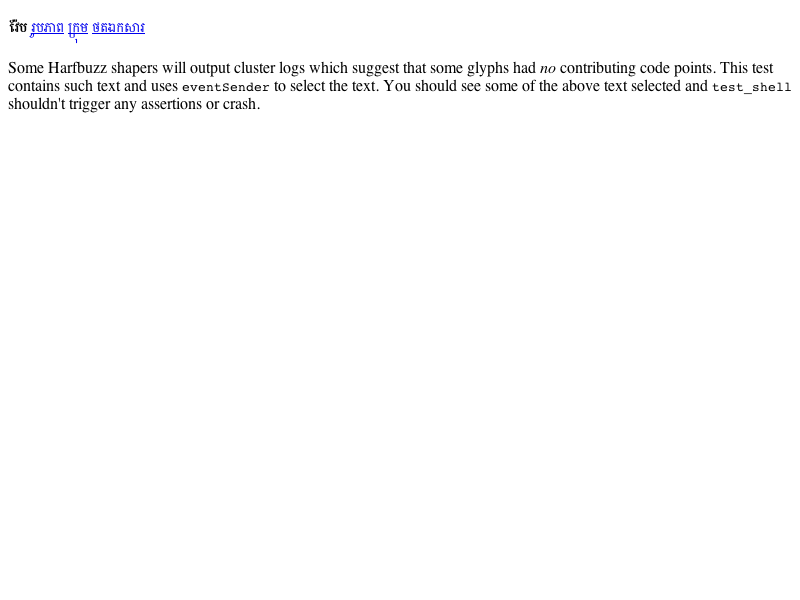 វ៉ែប រូបភាព ក្រុម ថតឯកសារ
Some Harfbuzz shapers will output cluster logs which suggest that some glyphs had no contributing code points. This test
contains such text and uses eventSender to select the text. You should see some of the above text selected and test_shell
shouldn't trigger any assertions or crash.